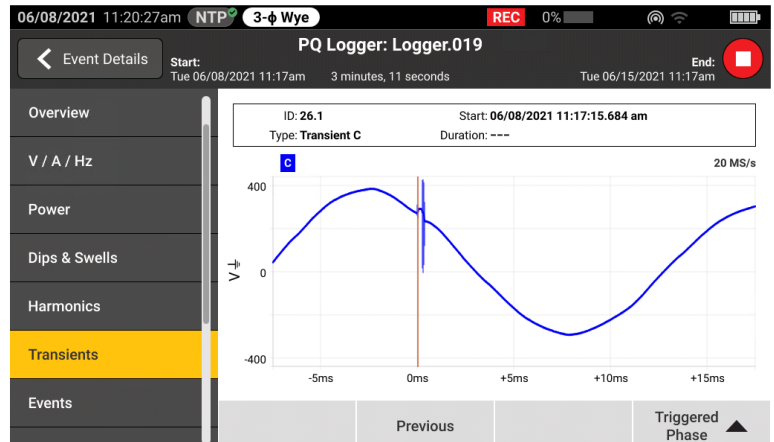 06/08/2021 11:20:27am NTP 3-ϕ Wye REC 0%
Event Details
PQ Logger: Logger.019
Start:
Tue 06/08/2021 11:17am
3 minutes, 11 seconds
End:
Tue 06/15/2021 11:17am
Overview
V / A / Hz
Power
Dips & Swells
Harmonics
Transients
Events
ID: 26.1
Start: 06/08/2021 11:17:15.684 am
Type: Transient C
Duration: ---
C
20 MS/s
400
0
-400
V
-5ms
0ms
+5ms
+10ms
+15ms
Previous
Triggered
Phase